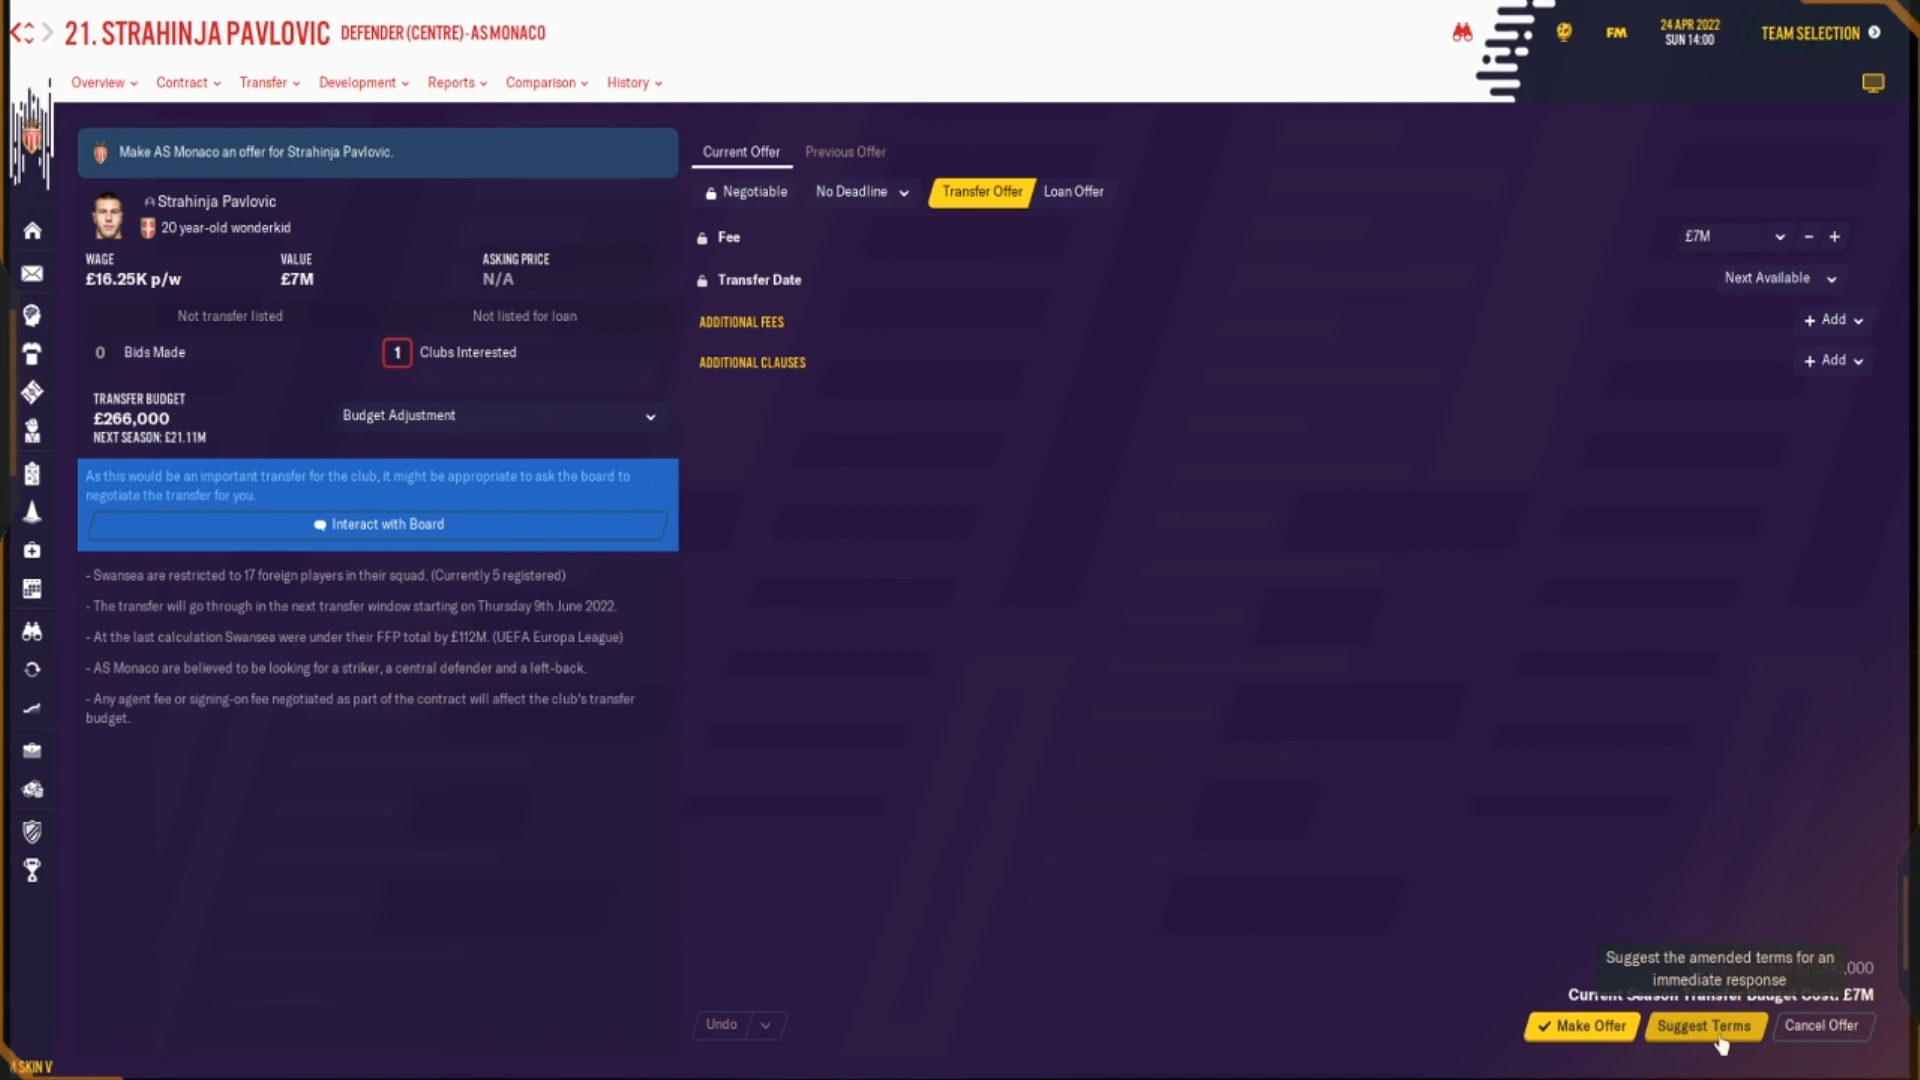 21. STRAHINJA PAVLOVIC DEFENDER (CENTRE) - AS MONACO
FM
24 APR 2022
SUN 14:00
TEAM SELECTION
Overview Contract Transfer Development Reports Comparison History
Make AS Monaco an offer for Strahinja Pavlovic.
Strahinja Pavlovic
20 year-old wonderkid
WAGE VALUE ASKING PRICE
£16.25K p/w £7M N/A
Not transfer listed Not listed for loan
0 Bids Made 1 Clubs Interested
TRANSFER BUDGET
£266,000
NEXT SEASON: £21.11M
Budget Adjustment
As this would be an important transfer for the club, it might be appropriate to ask the board to
negotiate the transfer for you.
Interact with Board
- Swansea are restricted to 17 foreign players in their squad. (Currently 5 registered)
- The transfer will go through in the next transfer window starting on Thursday 9th June 2022.
- At the last calculation Swansea were under their FFP total by £112M. (UEFA Europa League)
- AS Monaco are believed to be looking for a striker, a central defender and a left-back.
- Any agent fee or signing-on fee negotiated as part of the contract will affect the club's transfer
budget.
Current Offer Previous Offer
Negotiable No Deadline Transfer Offer Loan Offer
Fee £7M - +
Transfer Date Next Available
ADDITIONAL FEES + Add
ADDITIONAL CLAUSES + Add
Suggest the amended terms for an
immediate response
,000
Current Season Transfer Budget Cost: £7M
Undo
Make Offer Suggest Terms Cancel Offer
SKIN V